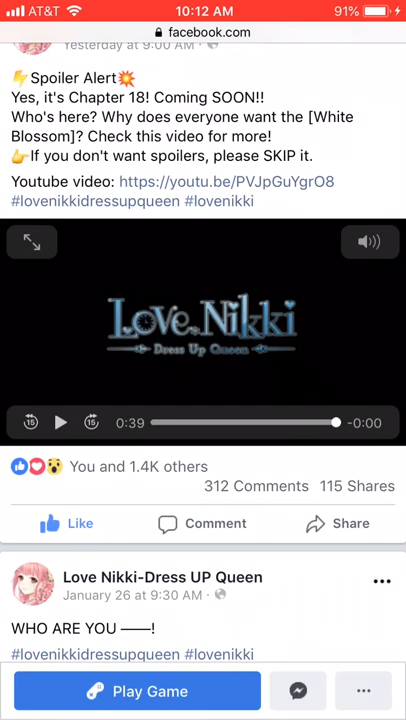 AT&T 10:12 AM 91%
facebook.com
Yesterday at 9:00 AM ·
Spoiler Alert
Yes, it's Chapter 18! Coming SOON!!
Who's here? Why does everyone want the [White
Blossom]? Check this video for more!
If you don't want spoilers, please SKIP it.
Youtube video: https://youtu.be/PVJpGuYgrO8
#lovenikkidressupqueen #lovenikki
Love Nikki
Dress Up Queen
15 15 0:39 -0:00
You and 1.4K others
312 Comments 115 Shares
Like Comment Share
Love Nikki-Dress UP Queen
January 26 at 9:30 AM ·
WHO ARE YOU ——!
#lovenikkidressupqueen #lovenikki
Play Game